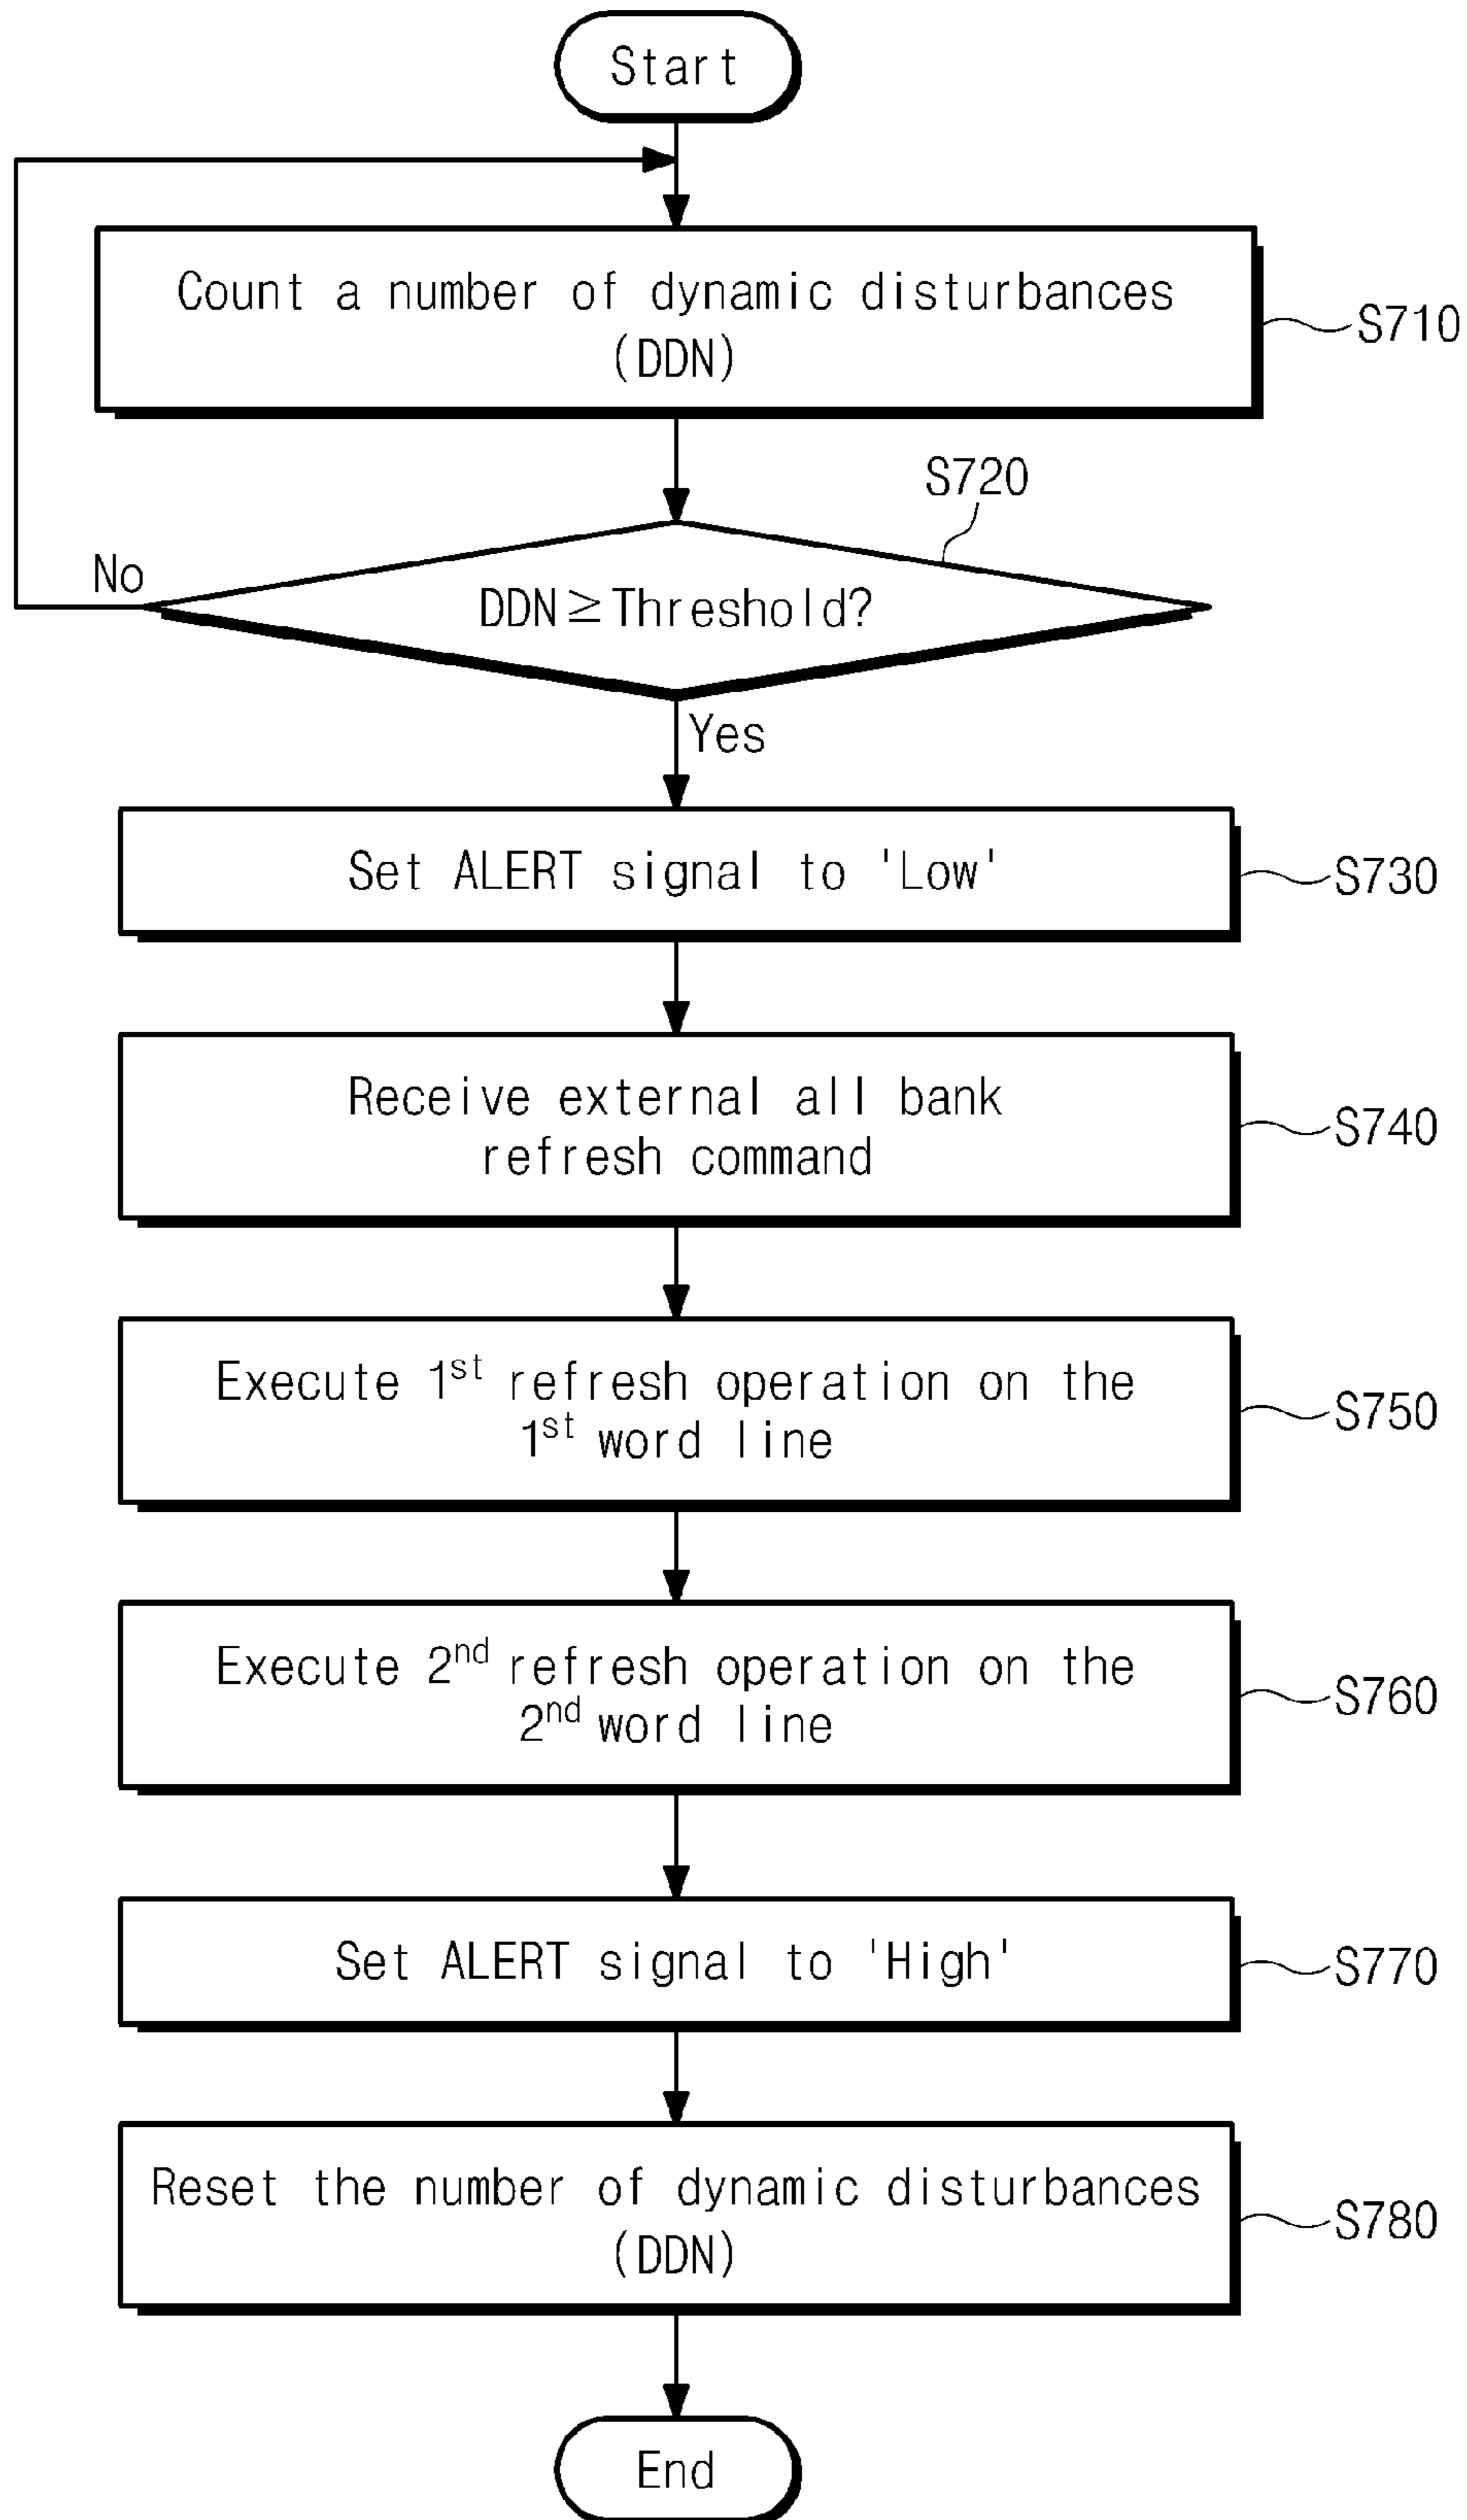 Start
Count a number of dynamic disturbances
(DDN)
S710
S720
No
DDN≧Threshold?
Yes
Set ALERT signal to 'Low'
S730
Receive external all bank
refresh command
S740
Execute 1st refresh operation on the
1st word line
S750
Execute 2nd refresh operation on the
2nd word line
S760
Set ALERT signal to 'High'
S770
Reset the number of dynamic disturbances
(DDN)
S780
End